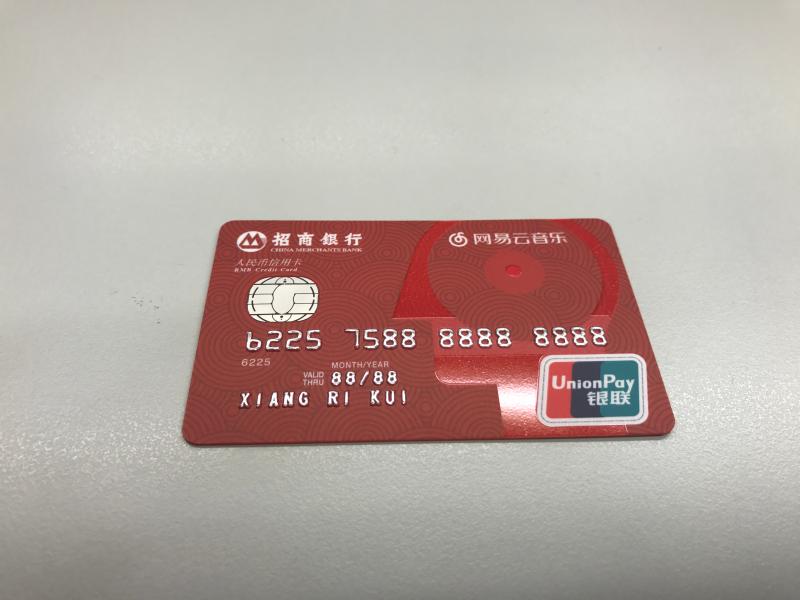 招商银行
CHINA MERCHANTS BANK
网易云音乐
人民币信用卡
RMB Credit Card
6225 7588 8888 8888
6225
MONTH/YEAR
VALID THRU 88/88
XIANG RI KUI
UnionPay
银联